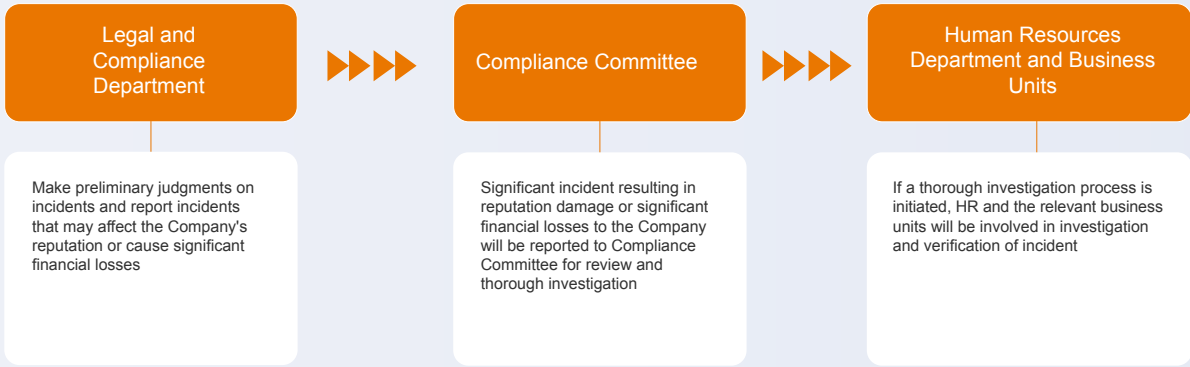 Legal and
Compliance
Department
Compliance Committee
Human Resources
Department and Business
Units
Make preliminary judgments on
incidents and report incidents
that may affect the Company's
reputation or cause significant
financial losses
Significant incident resulting in
reputation damage or significant
financial losses to the Company
will be reported to Compliance
Committee for review and
thorough investigation
If a thorough investigation process is
initiated, HR and the relevant business
units will be involved in investigation
and verification of incident